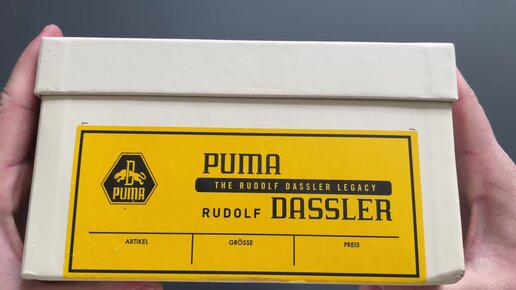 D
PUMA
PUMA
THE RUDOLF DASSLER LEGACY
RUDOLF DASSLER
ARTIKEL GRÖSSE PREIS